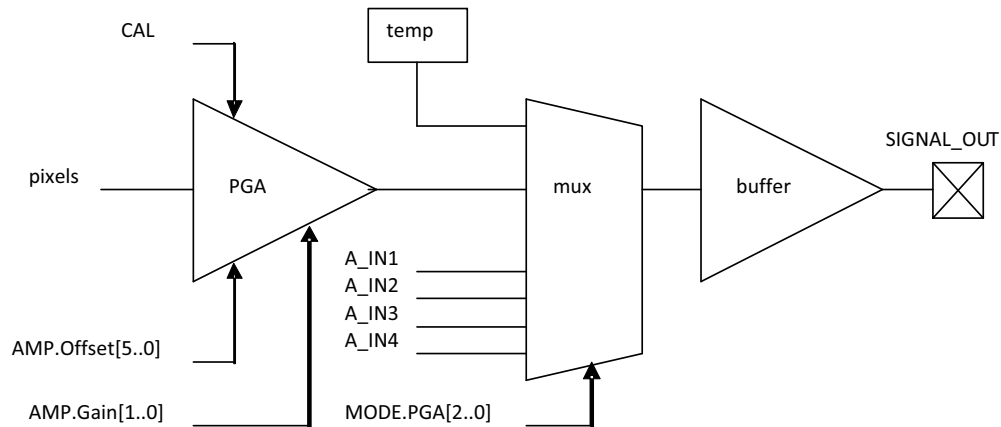 CAL
temp
SIGNAL_OUT
pixels
PGA
mux
buffer
A_IN1
A_IN2
A_IN3
A_IN4
AMP.Offset[5..0]
AMP.Gain[1..0]
MODE.PGA[2..0]